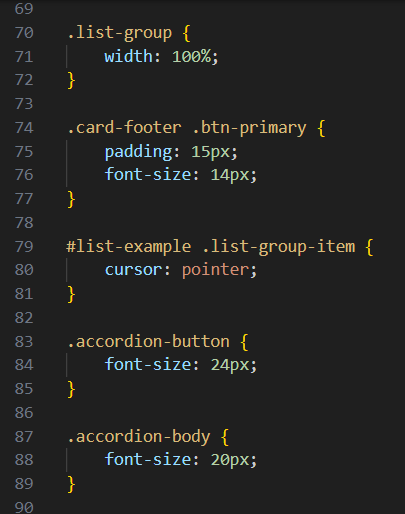 69
70 .list-group {
71     width: 100%;
72 }
73
74 .card-footer .btn-primary {
75     padding: 15px;
76     font-size: 14px;
77 }
78
79 #list-example .list-group-item {
80     cursor: pointer;
81 }
82
83 .accordion-button {
84     font-size: 24px;
85 }
86
87 .accordion-body {
88     font-size: 20px;
89 }
90